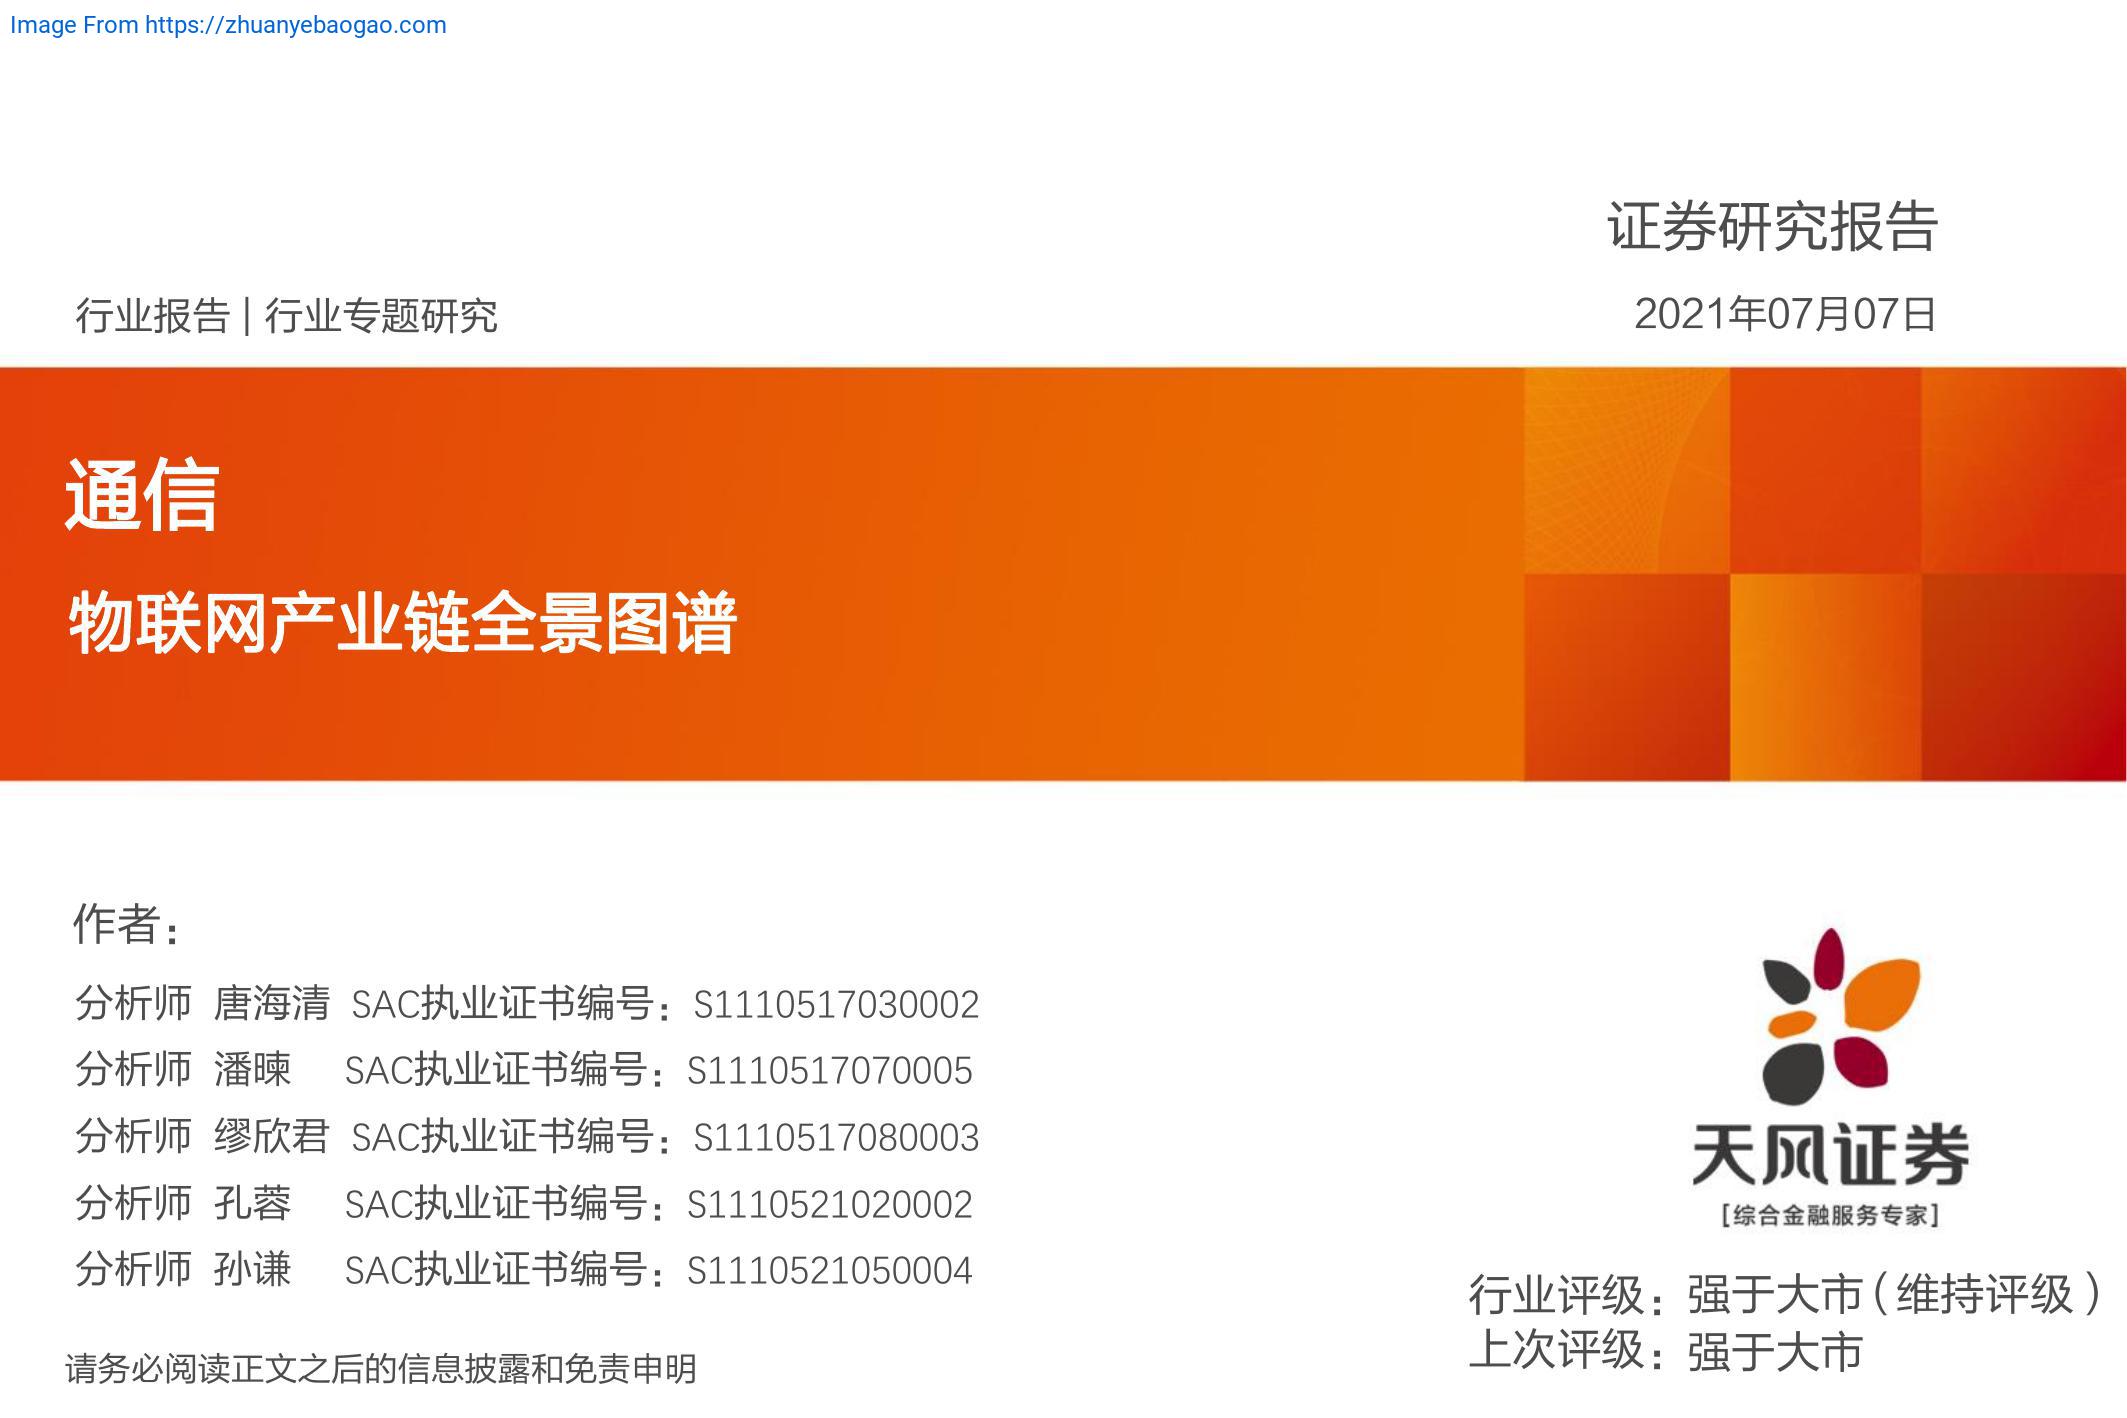 Image From https://zhuanyebaogao.com
证券研究报告
行业报告 | 行业专题研究
2021年07月07日
通信
物联网产业链全景图谱
作者：
分析师 唐海清 SAC执业证书编号：S1110517030002
分析师 潘暕 SAC执业证书编号：S1110517070005
分析师 缪欣君 SAC执业证书编号：S1110517080003
分析师 孔蓉 SAC执业证书编号：S1110521020002
分析师 孙谦 SAC执业证书编号：S1110521050004
天风证券
[综合金融服务专家]
行业评级：强于大市（维持评级）
上次评级：强于大市
请务必阅读正文之后的信息披露和免责申明